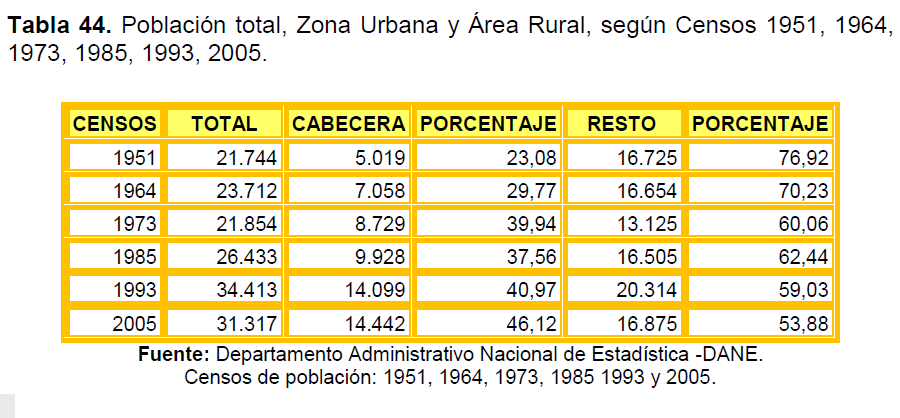 Tabla 44. Población total, Zona Urbana y Área Rural, según Censos 1951, 1964,
1973, 1985, 1993, 2005.
CENSOS TOTAL CABECERA PORCENTAJE RESTO PORCENTAJE
1951 21.744 5.019 23,08 16.725 76,92
1964 23.712 7.058 29,77 16.654 70,23
1973 21.854 8.729 39,94 13.125 60,06
1985 26.433 9.928 37,56 16.505 62,44
1993 34.413 14.099 40,97 20.314 59,03
2005 31.317 14.442 46,12 16.875 53,88
Fuente: Departamento Administrativo Nacional de Estadística -DANE.
Censos de población: 1951, 1964, 1973, 1985 1993 y 2005.